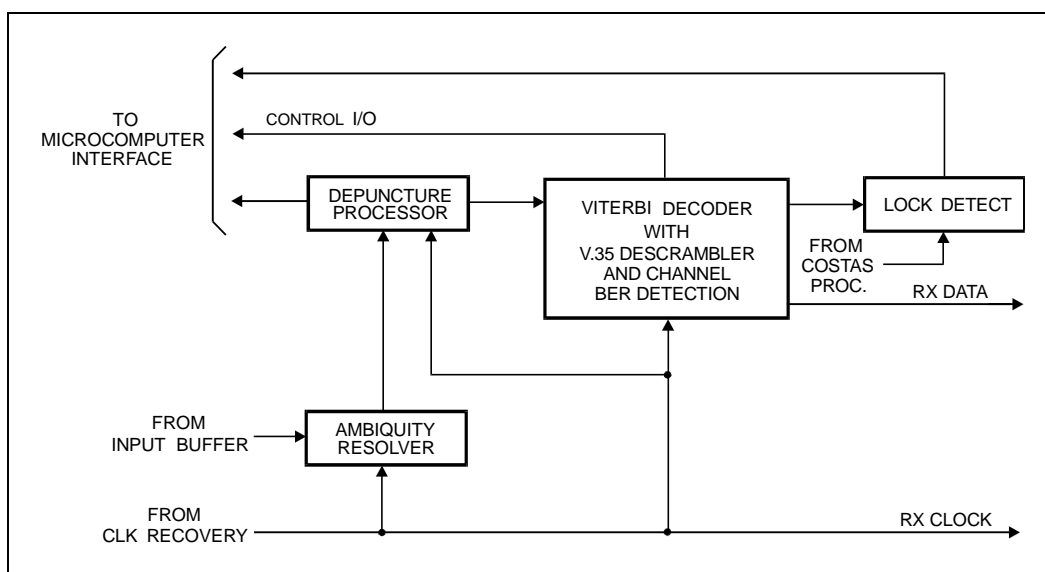 TO
MICROCOMPUTER
INTERFACE
CONTROL I/O
DEPUNCTURE
PROCESSOR
VITERBI DECODER
WITH
V.35 DESCRAMBLER
AND CHANNEL
BER DETECTION
LOCK DETECT
FROM
COSTAS
PROC.
RX DATA
FROM
INPUT BUFFER
AMBIQUITY
RESOLVER
FROM
CLK RECOVERY
RX CLOCK